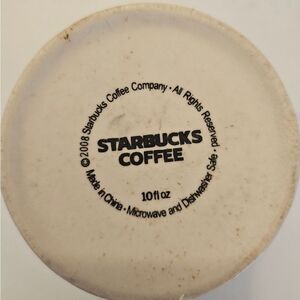 ©2008 Starbucks Coffee Company • All Rights Reserved
STARBUCKS
COFFEE
10 fl oz
Made in China • Microwave and Dishwasher Safe •